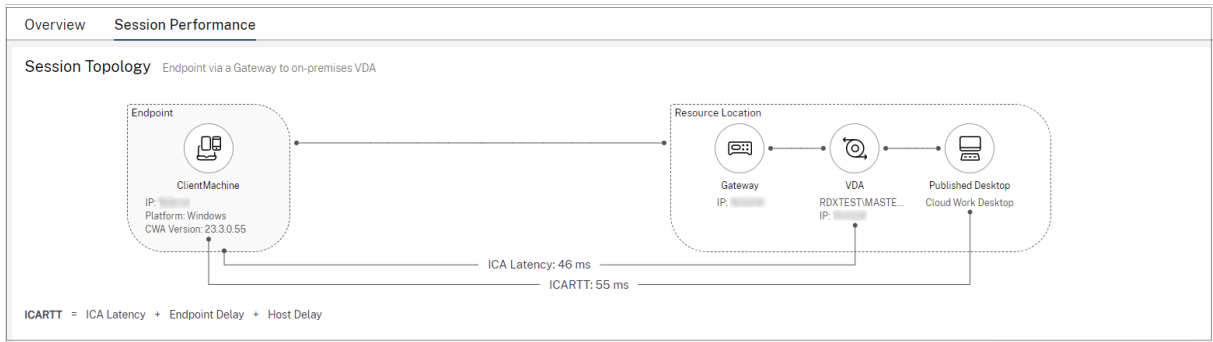 Overview Session Performance
Session Topology Endpoint via a Gateway to on-premises VDA
Endpoint
Resource Location
ClientMachine
IP:
Platform: Windows
CWA Version: 23.3.0.55
Gateway
IP:
VDA
RDXTEST\MASTE...
IP:
Published Desktop
Cloud Work Desktop
ICA Latency: 46 ms
ICARTT: 55 ms
ICARTT = ICA Latency + Endpoint Delay + Host Delay